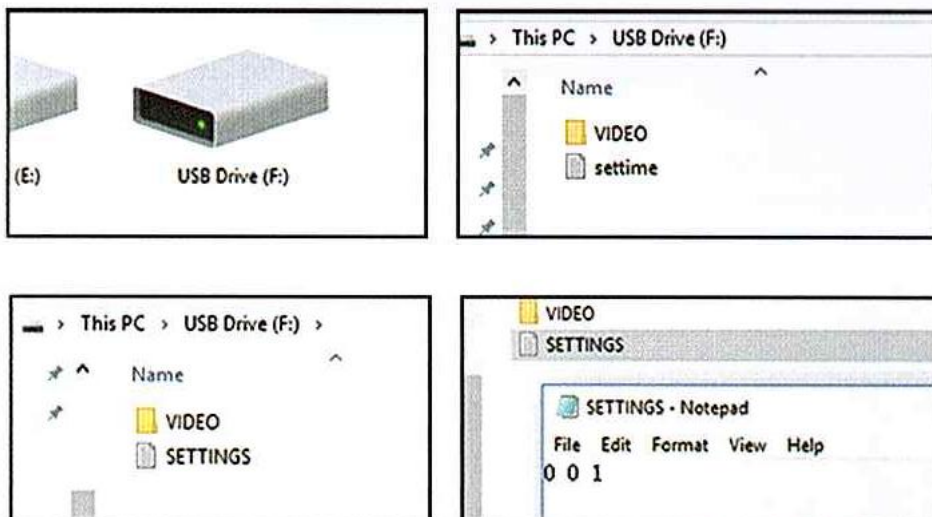 (E:)
USB Drive (F:)
> This PC > USB Drive (F:)
Name
VIDEO
settime
> This PC > USB Drive (F:) >
Name
VIDEO
SETTINGS
VIDEO
SETTINGS
SETTINGS - Notepad
File Edit Format View Help
0 0 1